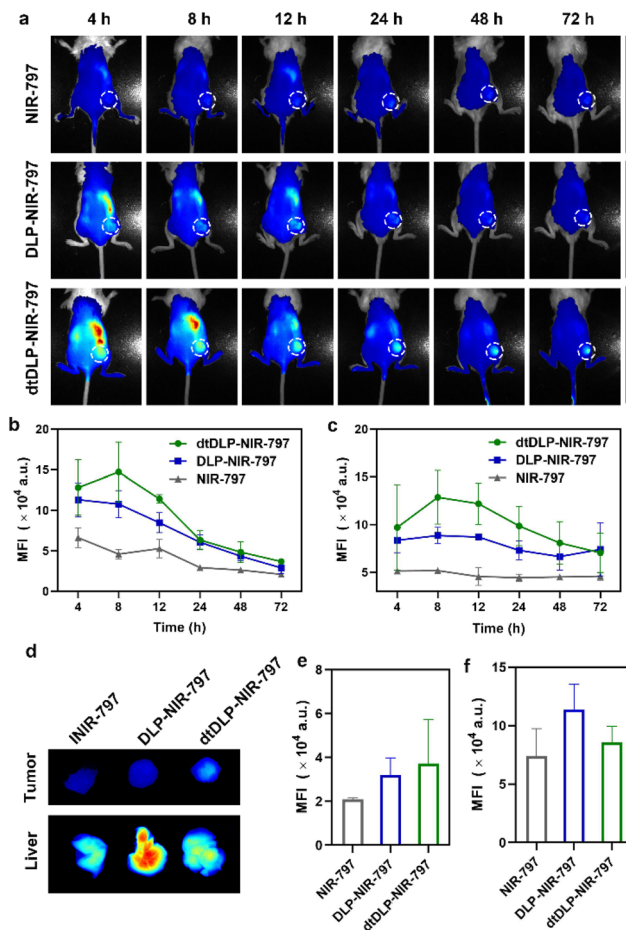 a
4 h 8 h 12 h 24 h 48 h 72 h
NIR-797
DLP-NIR-797
dtDLP-NIR-797
b
20
15
10
5
0
MFI ( × 10⁴ a.u.)
dtDLP-NIR-797
DLP-NIR-797
NIR-797
4 8 12 24 48 72
Time (h)
c
20
15
10
5
MFI ( × 10⁴ a.u.)
dtDLP-NIR-797
DLP-NIR-797
NIR-797
4 8 12 24 48 72
Time (h)
d
INIR-797
DLP-NIR-797
dtDLP-NIR-797
Tumor
Liver
e
8
6
4
2
0
MFI ( × 10⁴ a.u.)
NIR-797
DLP-NIR-797
dtDLP-NIR-797
f
15
10
5
0
MFI ( × 10⁴ a.u.)
NIR-797
DLP-NIR-797
dtDLP-NIR-797